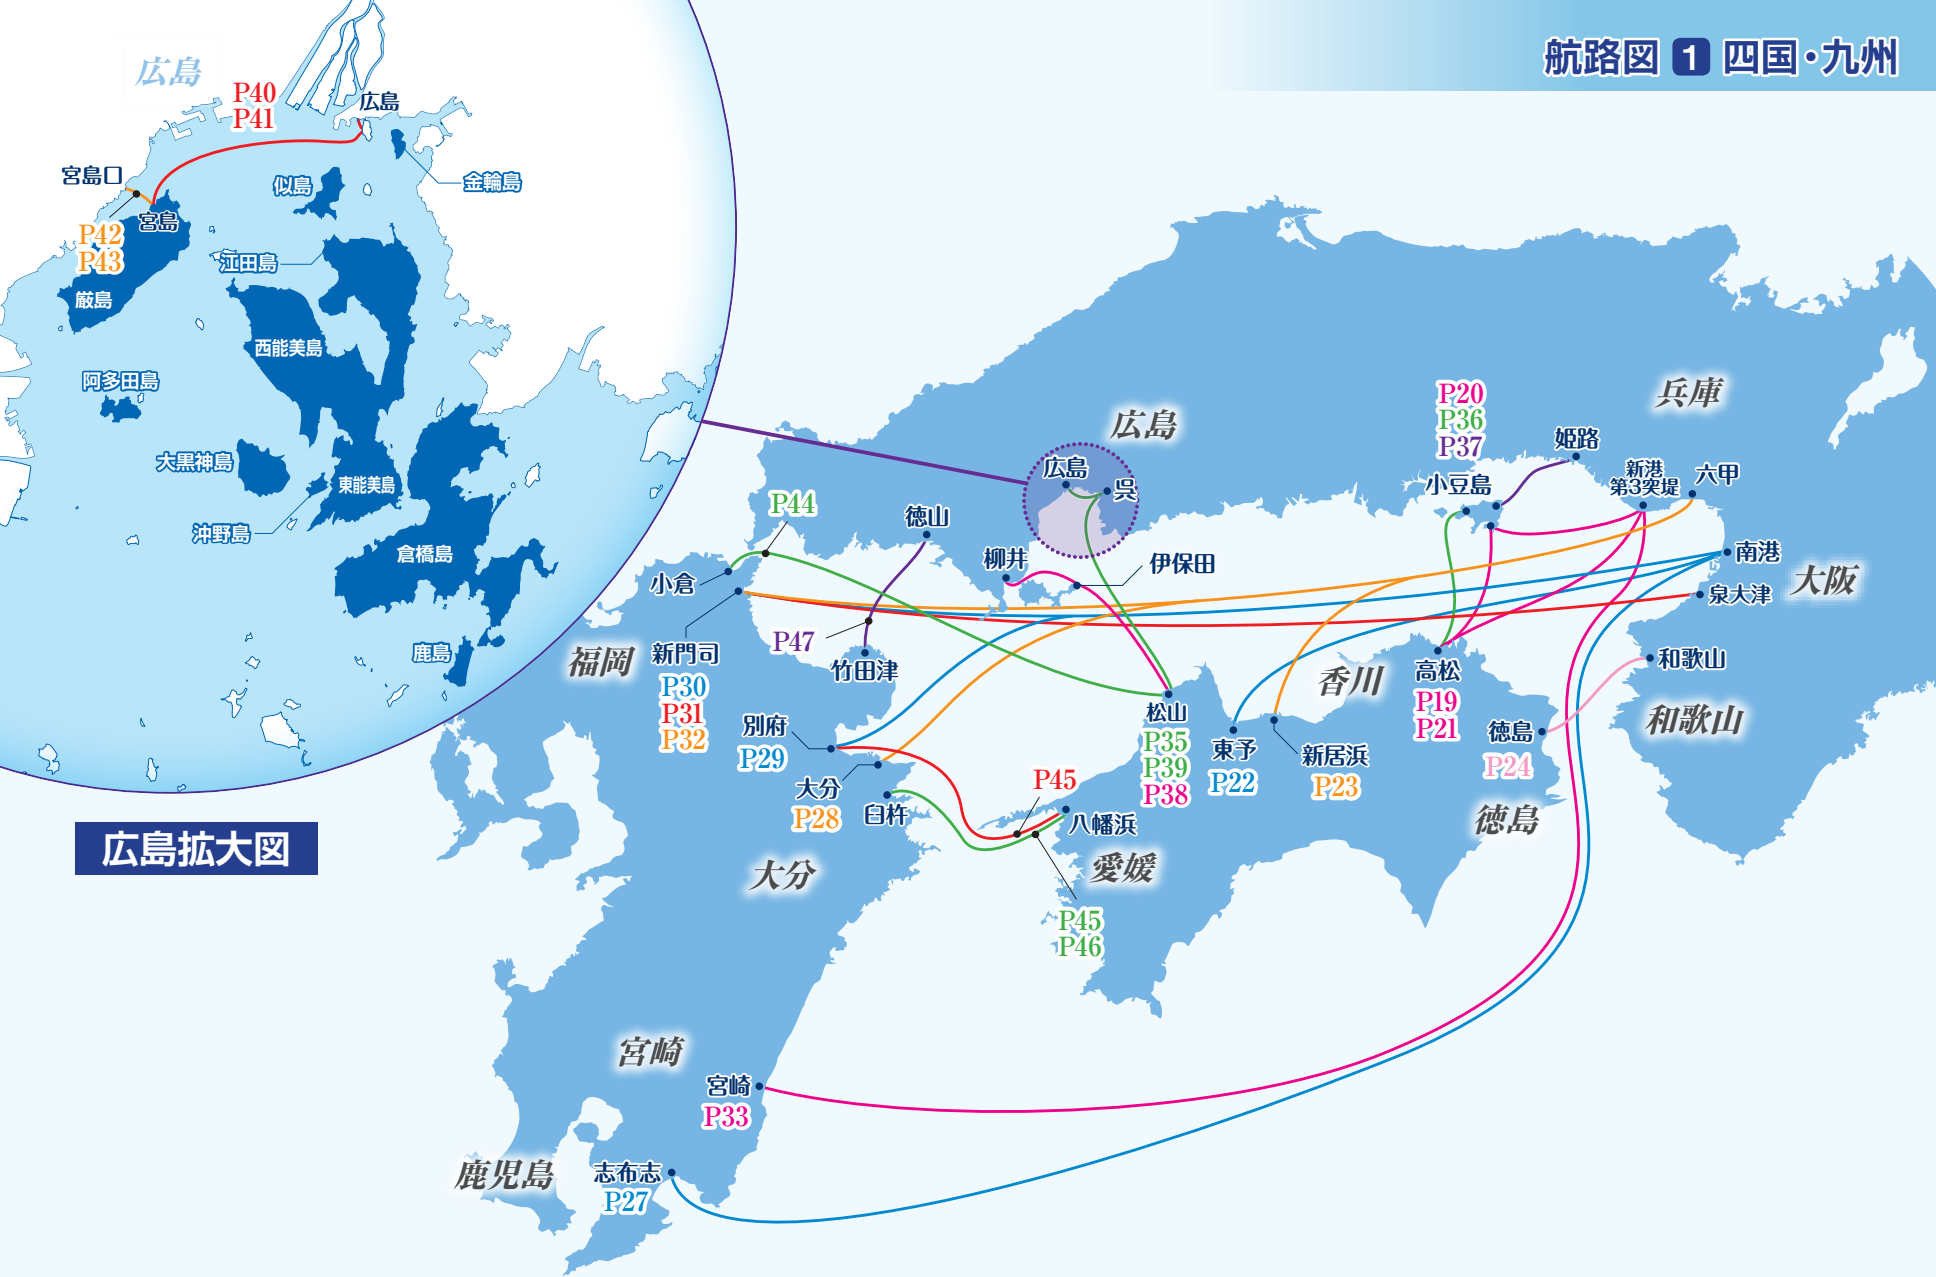 航路図 1 四国・九州
広島
P40
P41
広島
宮島口
金輪島
似島
宮島
P42
P43
江田島
厳島
西能美島
阿多田島
大黒神島
東能美島
沖野島
倉橋島
鹿島
広島拡大図
兵庫
広島
P20
P36
P37
姫路
新港
第3突堤
六甲
小豆島
広島
呉
P44
徳山
柳井
伊保田
南港
大阪
泉大津
小倉
P47
新門司
福岡
竹田津
P30
P31
P32
和歌山
和歌山
香川
高松
P19
P21
松山
P35
P39
P38
別府
P29
東予
P22
新居浜
P23
徳島
P24
大分
P28
臼杵
P45
八幡浜
徳島
愛媛
大分
P45
P46
宮崎
宮崎
P33
鹿児島
志布志
P27